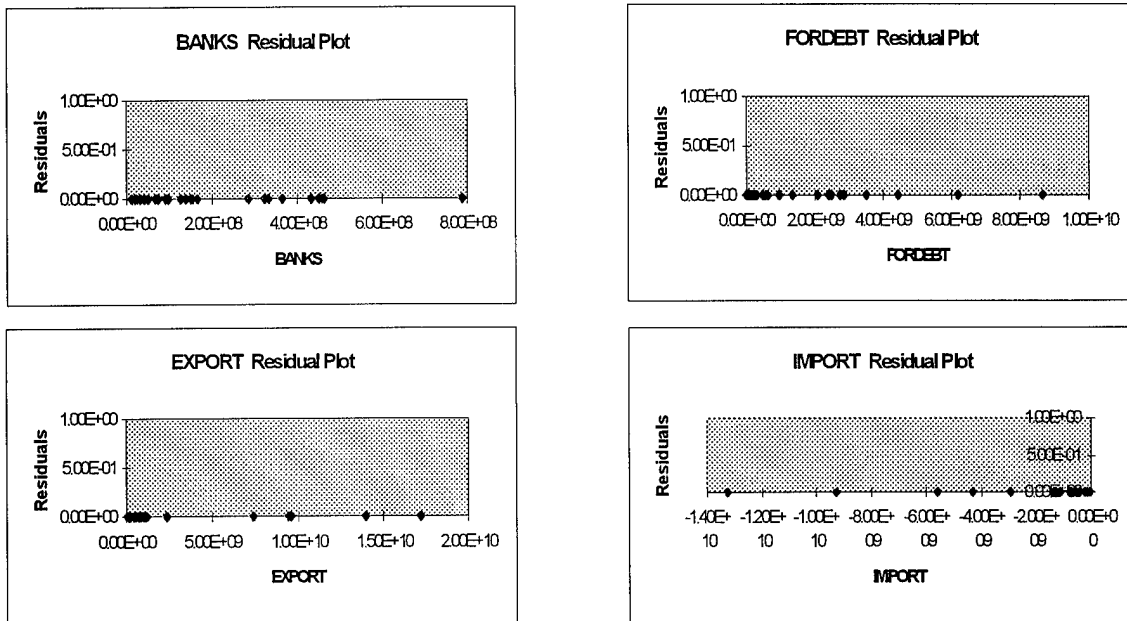 BANKS Residual Plot
1.00E+00
5.00E-01
0.00E+00
Residuals
0.00E+00 2.00E+08 4.00E+08 6.00E+08 8.00E+08
BANKS
FORDEBT Residual Plot
1.00E+00
5.00E-01
0.00E+00
Residuals
0.00E+00 2.00E+09 4.00E+09 6.00E+09 8.00E+09 1.00E+10
FORDEBT
EXPORT Residual Plot
1.00E+00
5.00E-01
0.00E+00
Residuals
0.00E+00 5.00E+09 1.00E+10 1.50E+10 2.00E+10
EXPORT
IMPORT Residual Plot
1.00E+00
5.00E-01
0.00E+00
Residuals
-1.40E+ -1.20E+ -1.00E+ -8.00E+ -6.00E+ -4.00E+ -2.00E+ 0.00E+0
10 10 10 09 09 09 09 0
IMPORT